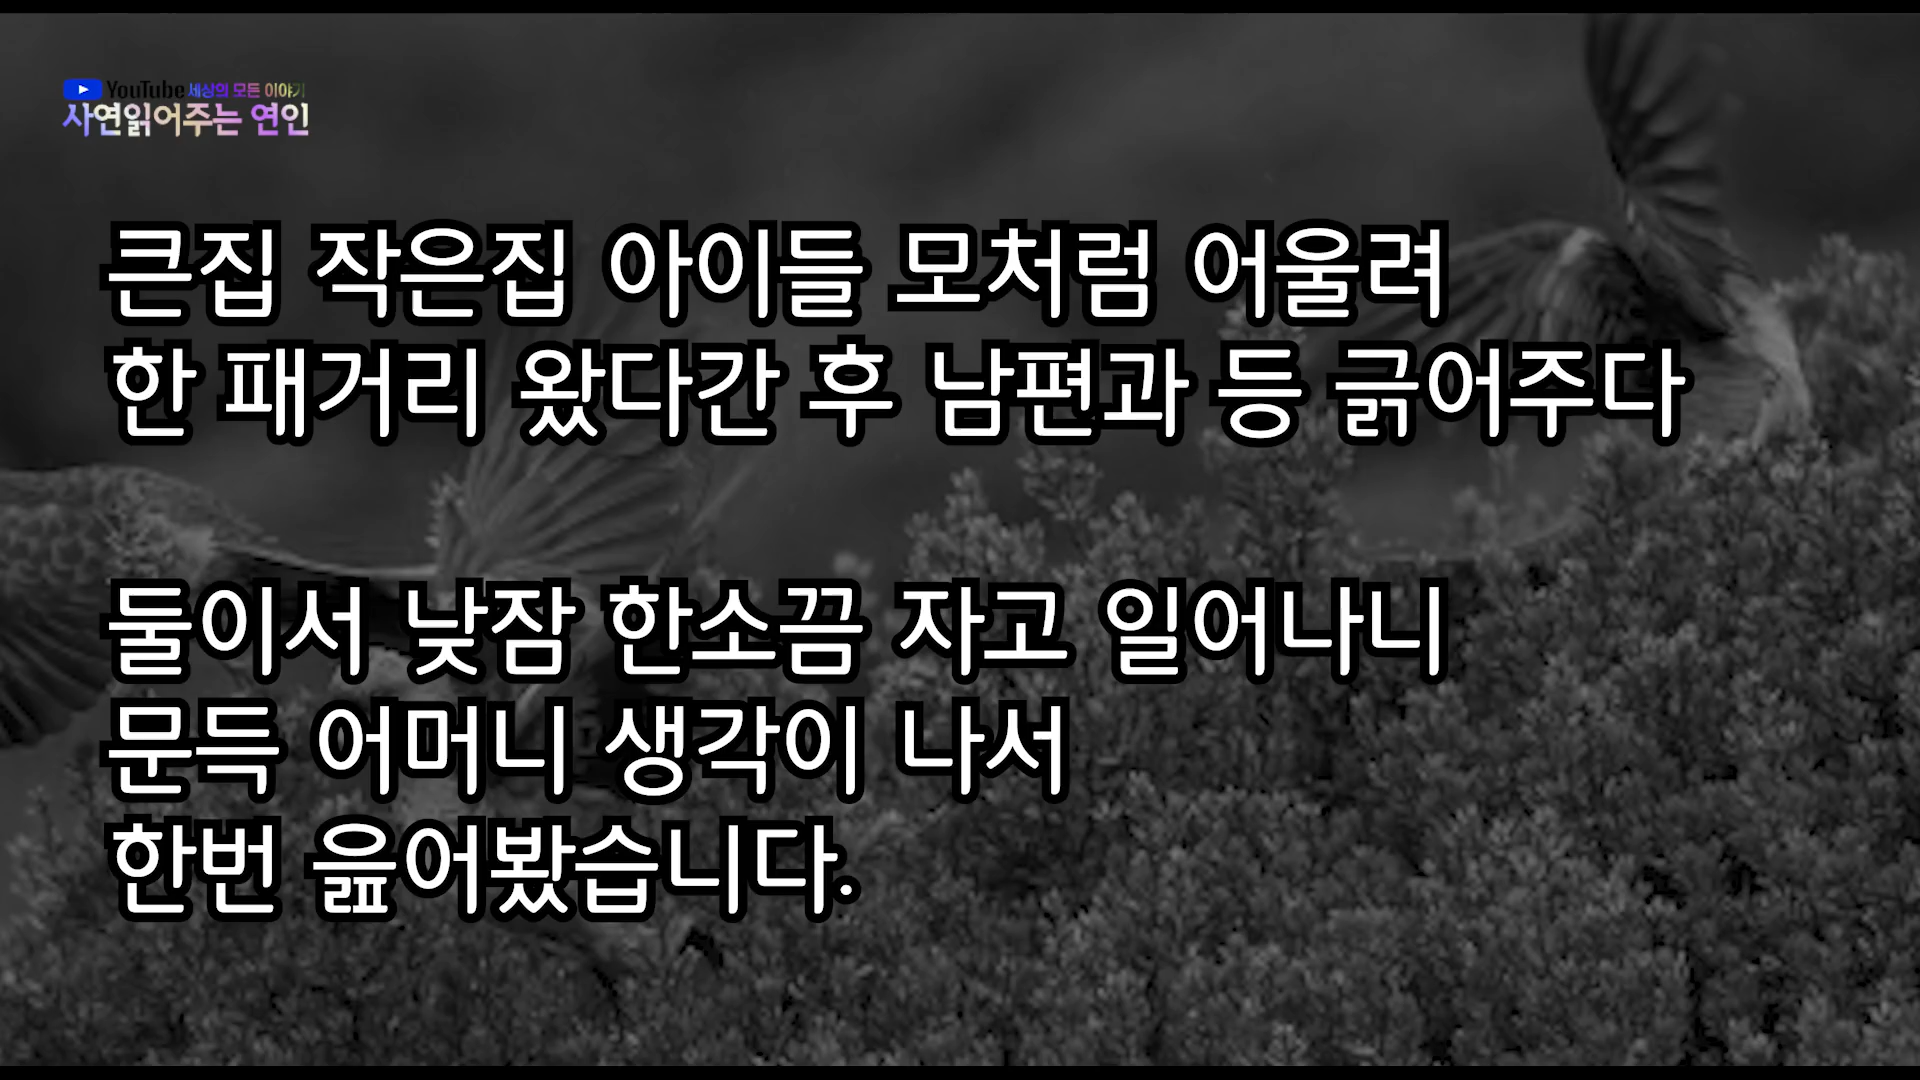 YouTube 세상의 모든 이야기
사연읽어주는 연인
큰집 작은집 아이들 모처럼 어울려
한 패거리 왔다간 후 남편과 등 긁어주다
둘이서 낮잠 한소끔 자고 일어나니
문득 어머니 생각이 나서
한번 읊어봤습니다.